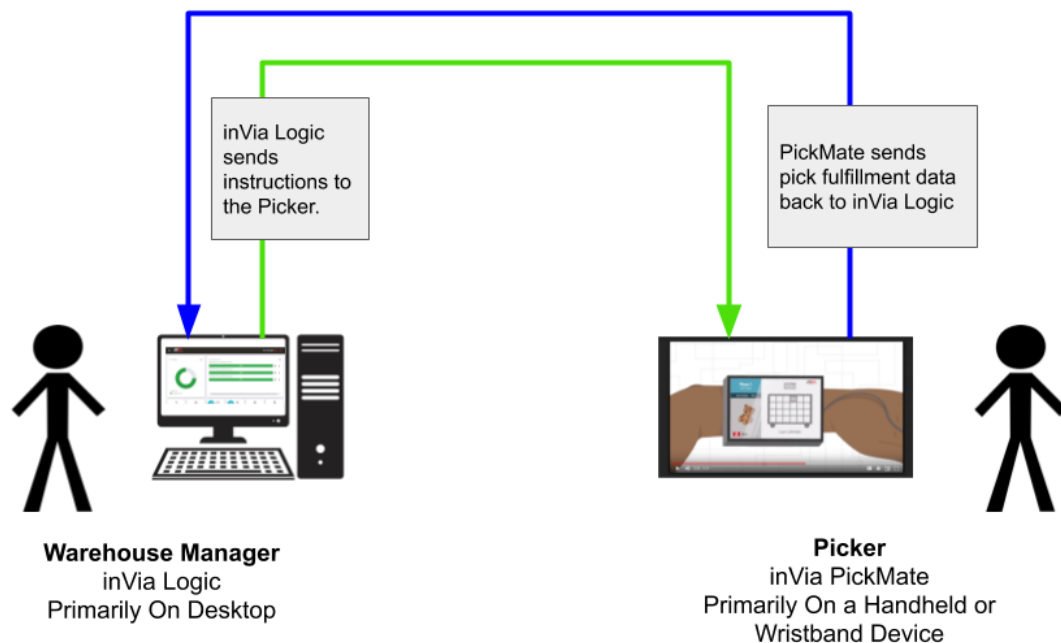 inVia Logic
sends
instructions to
the Picker.
PickMate sends
pick fulfillment data
back to inVia Logic
Warehouse Manager
inVia Logic
Primarily On Desktop
Picker
inVia PickMate
Primarily On a Handheld or
Wristband Device